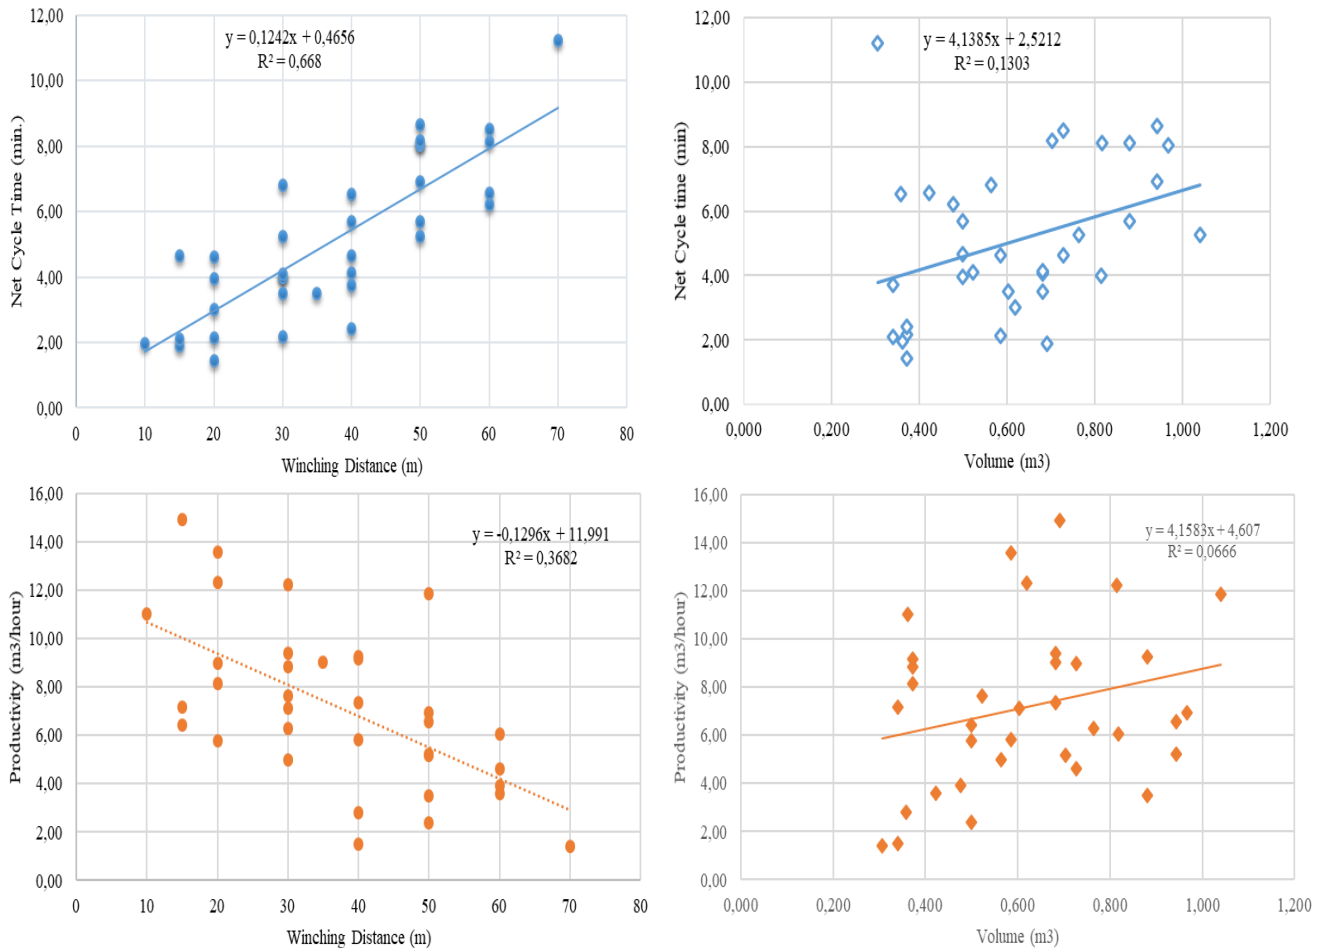 12,00
10,00
8,00
6,00
4,00
2,00
0,00
Net Cycle Time (min.)
y = 0,1242x + 0,4656
R² = 0,668
0 10 20 30 40 50 60 70 80
Winching Distance (m)
12,00
10,00
8,00
6,00
4,00
2,00
0,00
Net Cycle time (min)
y = 4,1385x + 2,5212
R² = 0,1303
0,000 0,200 0,400 0,600 0,800 1,000 1,200
Volume (m3)
16,00
14,00
12,00
10,00
8,00
6,00
4,00
2,00
0,00
Productivity (m3/hour)
y = -0,1296x + 11,991
R² = 0,3682
0 10 20 30 40 50 60 70 80
Winching Distance (m)
16,00
14,00
12,00
10,00
8,00
6,00
4,00
2,00
0,00
Productivity (m3/hour)
y = 4,1583x + 4,607
R² = 0,0666
0,000 0,200 0,400 0,600 0,800 1,000 1,200
Volume (m3)